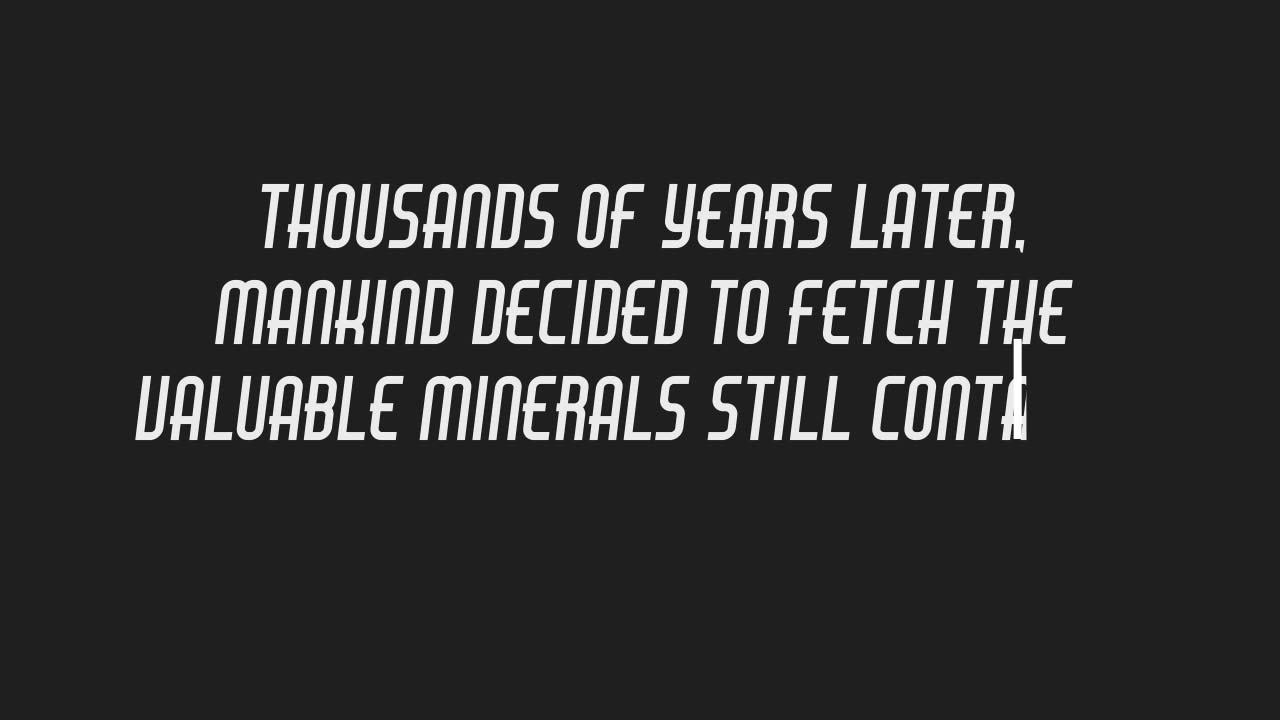 THOUSANDS OF YEARS LATER,
MANKIND DECIDED TO FETCH THE
VALUABLE MINERALS STILL CONTA